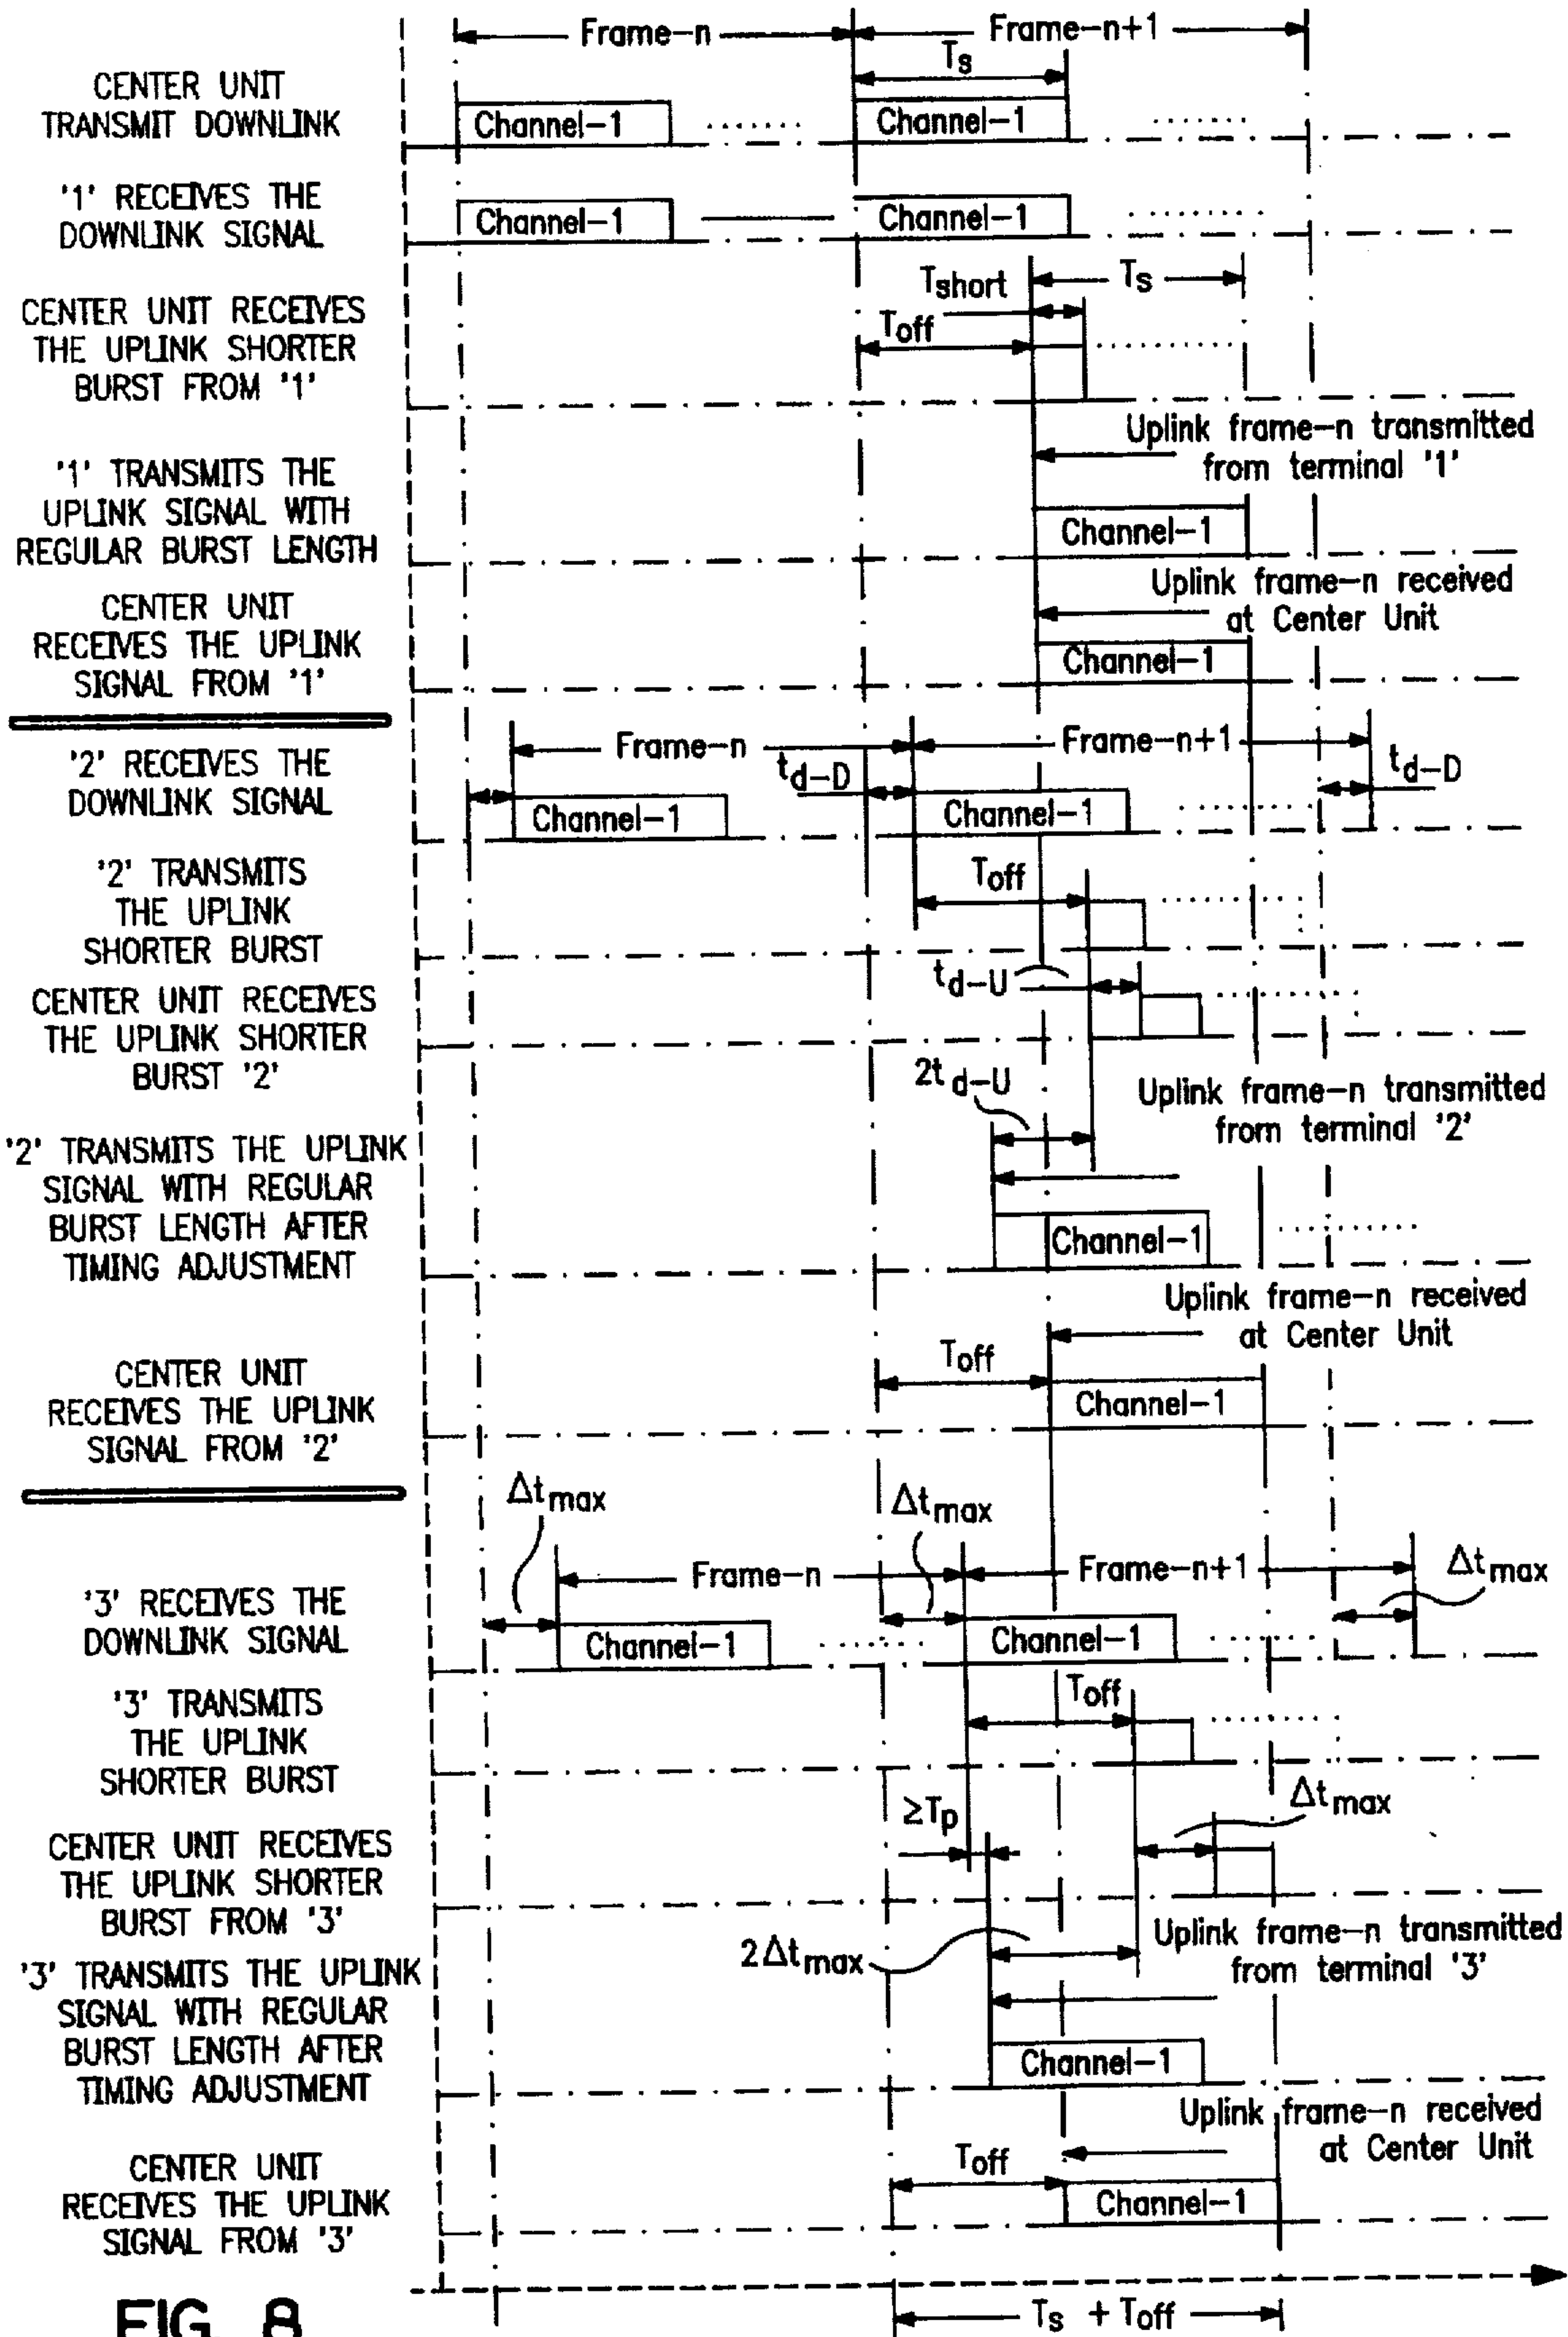 Frame-n
Frame-n+1
CENTER UNIT
TRANSMIT DOWNLINK
Ts
Channel-1
Channel-1
'1' RECEIVES THE
DOWNLINK SIGNAL
Channel-1
Channel-1
CENTER UNIT RECEIVES
THE UPLINK SHORTER
BURST FROM '1'
Tshort
Ts
Toff
'1' TRANSMITS THE
UPLINK SIGNAL WITH
REGULAR BURST LENGTH
Uplink frame-n transmitted
from terminal '1'
Channel-1
CENTER UNIT
RECEIVES THE UPLINK
SIGNAL FROM '1'
Uplink frame-n received
at Center Unit
Channel-1
'2' RECEIVES THE
DOWNLINK SIGNAL
Frame-n
Frame-n+1
td-D
td-D
Channel-1
Channel-1
'2' TRANSMITS
THE UPLINK
SHORTER BURST
Toff
CENTER UNIT RECEIVES
THE UPLINK SHORTER
BURST '2'
td-U
2td-U
Uplink frame-n transmitted
from terminal '2'
'2' TRANSMITS THE UPLINK
SIGNAL WITH REGULAR
BURST LENGTH AFTER
TIMING ADJUSTMENT
Channel-1
Uplink frame-n received
at Center Unit
CENTER UNIT
RECEIVES THE UPLINK
SIGNAL FROM '2'
Toff
Channel-1
Δtmax
Δtmax
Δtmax
'3' RECEIVES THE
DOWNLINK SIGNAL
Frame-n
Frame-n+1
Channel-1
Channel-1
'3' TRANSMITS
THE UPLINK
SHORTER BURST
Toff
CENTER UNIT RECEIVES
THE UPLINK SHORTER
BURST FROM '3'
≥Tp
Δtmax
2Δtmax
Uplink frame-n transmitted
from terminal '3'
'3' TRANSMITS THE UPLINK
SIGNAL WITH REGULAR
BURST LENGTH AFTER
TIMING ADJUSTMENT
Channel-1
Uplink frame-n received
at Center Unit
CENTER UNIT
RECEIVES THE UPLINK
SIGNAL FROM '3'
Toff
Channel-1
Ts + Toff
FIG. 8